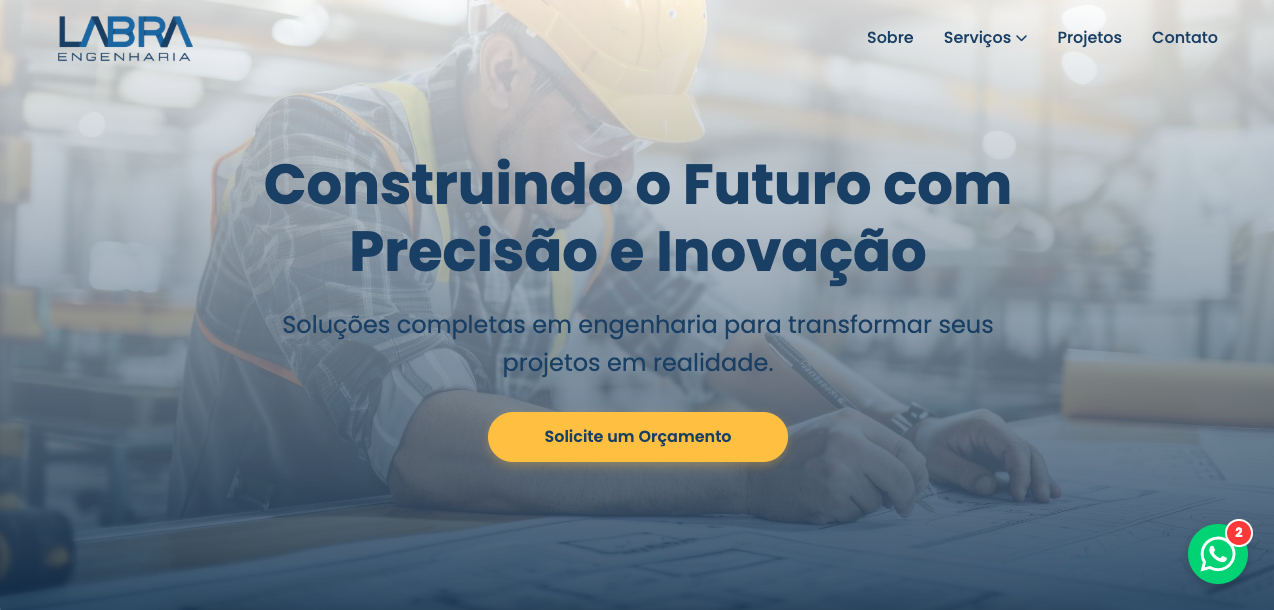 LABRA
ENGENHARIA
Sobre
Serviços
Projetos
Contato
Construindo o Futuro com
Precisão e Inovação
Soluções completas em engenharia para transformar seus
projetos em realidade.
Solicite um Orçamento
2